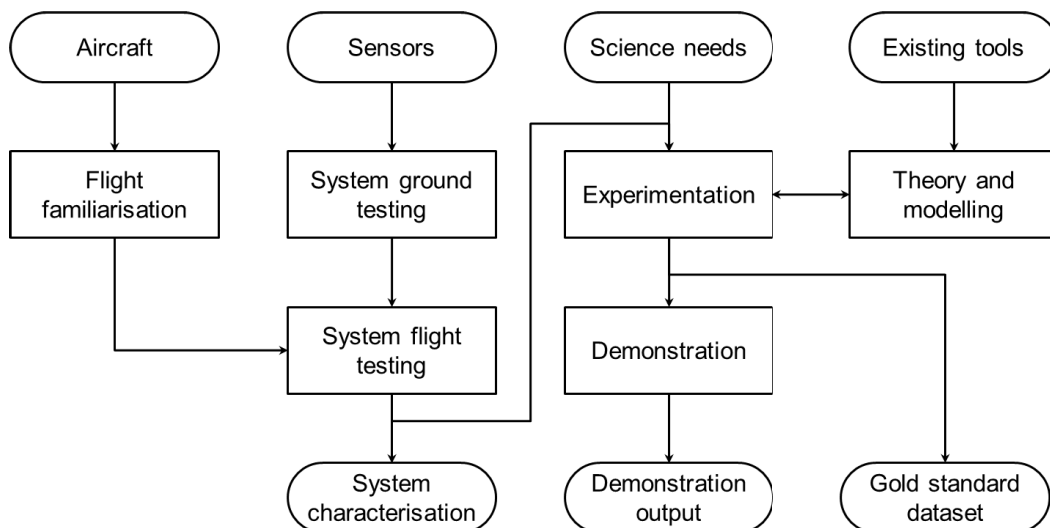 Aircraft
Sensors
Science needs
Existing tools
Flight
familiarisation
System ground
testing
Experimentation
Theory and
modelling
System flight
testing
Demonstration
System
characterisation
Demonstration
output
Gold standard
dataset